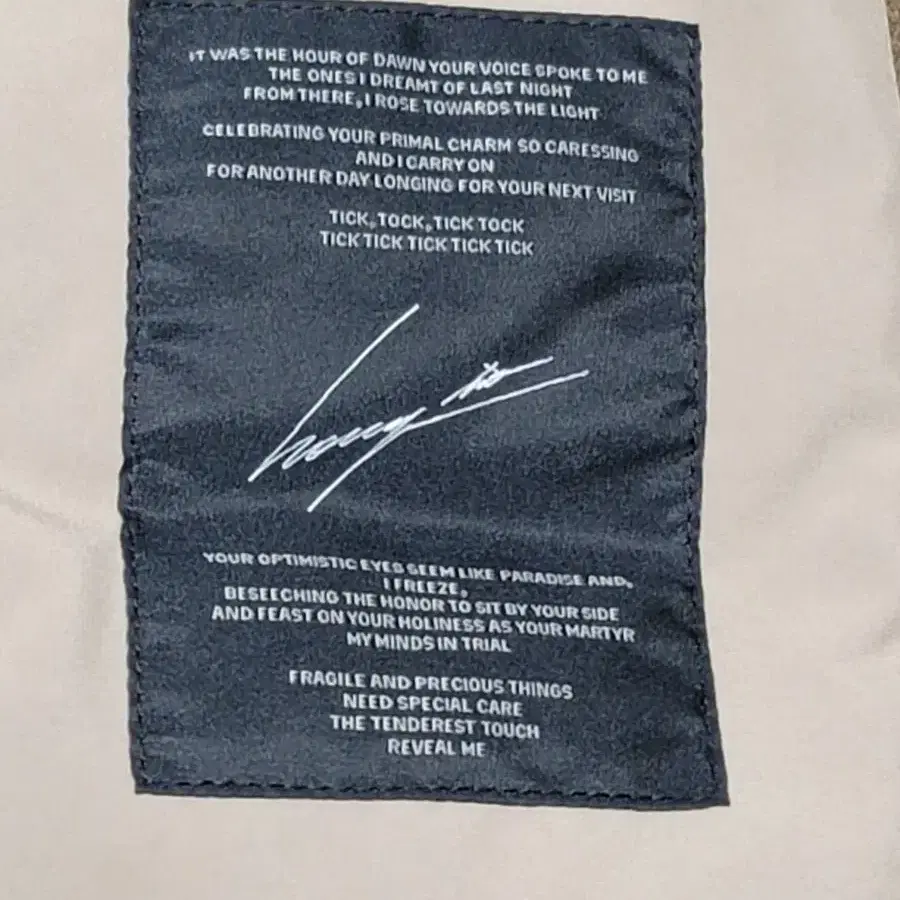 IT WAS THE HOUR OF DAWN YOUR VOICE SPOKE TO ME
THE ONES I DREAMT OF LAST NIGHT
FROM THERE, I ROSE TOWARDS THE LIGHT
CELEBRATING YOUR PRIMAL CHARM SO CARESSING
AND I CARRY ON
FOR ANOTHER DAY LONGING FOR YOUR NEXT VISIT
TICK, TOCK, TICK TOCK
TICK TICK TICK TICK TICK
YOUR OPTIMISTIC EYES SEEM LIKE PARADISE AND,
I FREEZE,
BESEECHING THE HONOR TO SIT BY YOUR SIDE
AND FEAST ON YOUR HOLINESS AS YOUR MARTYR
MY MINDS IN TRIAL
FRAGILE AND PRECIOUS THINGS
NEED SPECIAL CARE
THE TENDEREST TOUCH
REVEAL ME